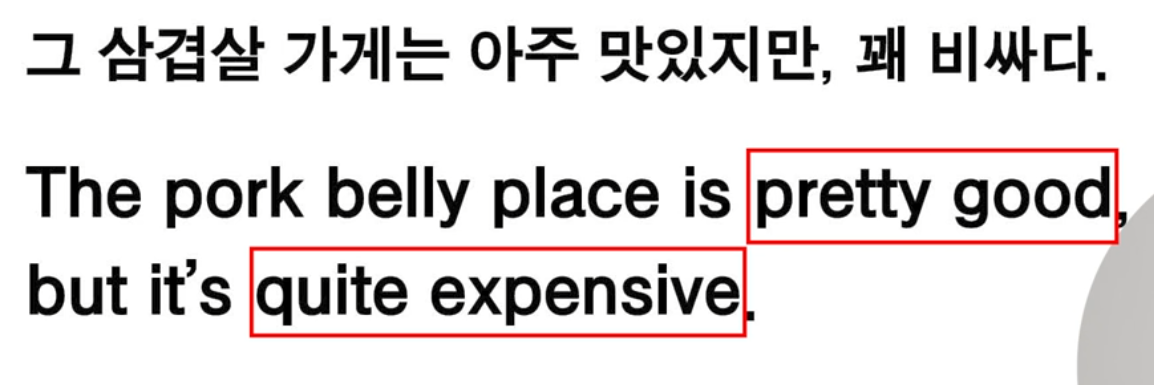 그 삼겹살 가게는 아주 맛있지만, 꽤 비싸다.
The pork belly place is pretty good,
but it’s quite expensive.